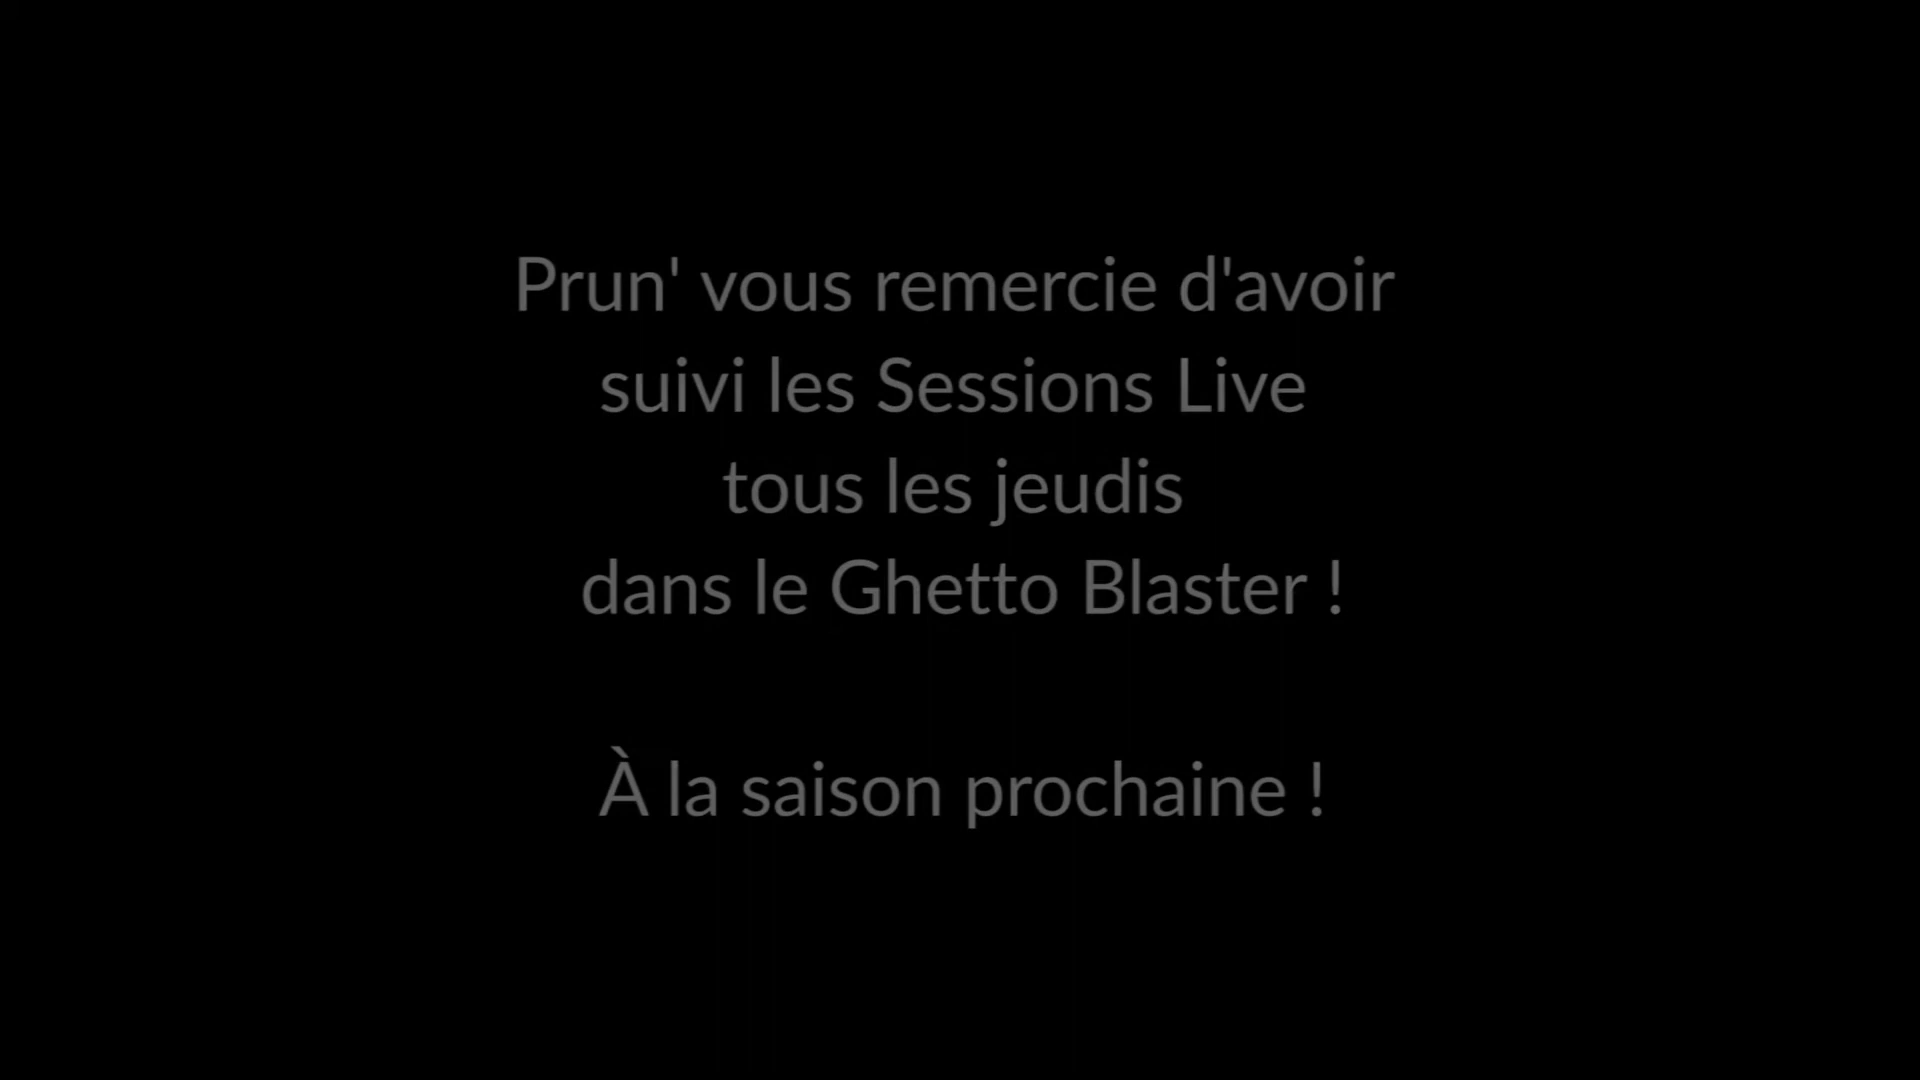 Prun' vous remercie d'avoir
suivi les Sessions Live
tous les jeudis
dans le Ghetto Blaster !
À la saison prochaine !